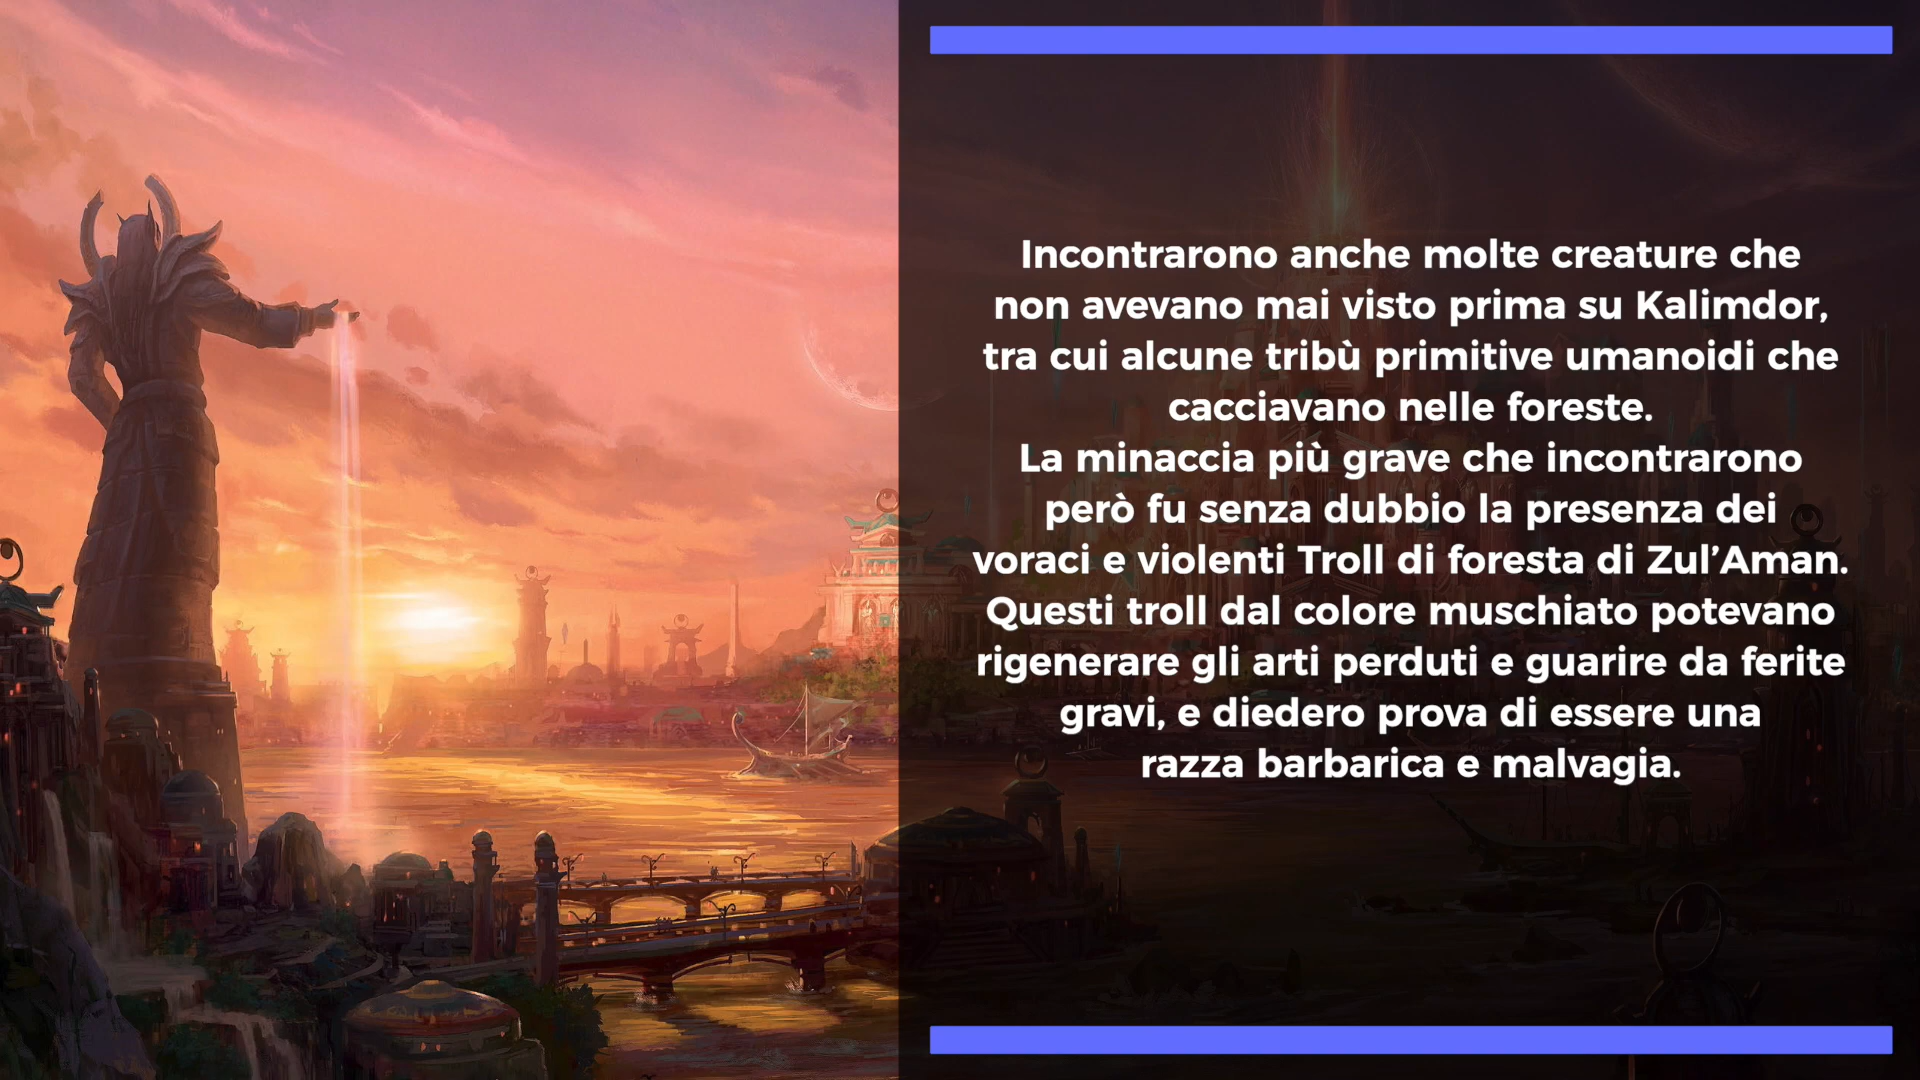 Incontrarono anche molte creature che
non avevano mai visto prima su Kalimdor,
tra cui alcune tribù primitive umanoidi che
cacciavano nelle foreste.
La minaccia più grave che incontrarono
però fu senza dubbio la presenza dei
voraci e violenti Troll di foresta di Zul’Aman.
Questi troll dal colore muschiato potevano
rigenerare gli arti perduti e guarire da ferite
gravi, e diedero prova di essere una
razza barbarica e malvagia.